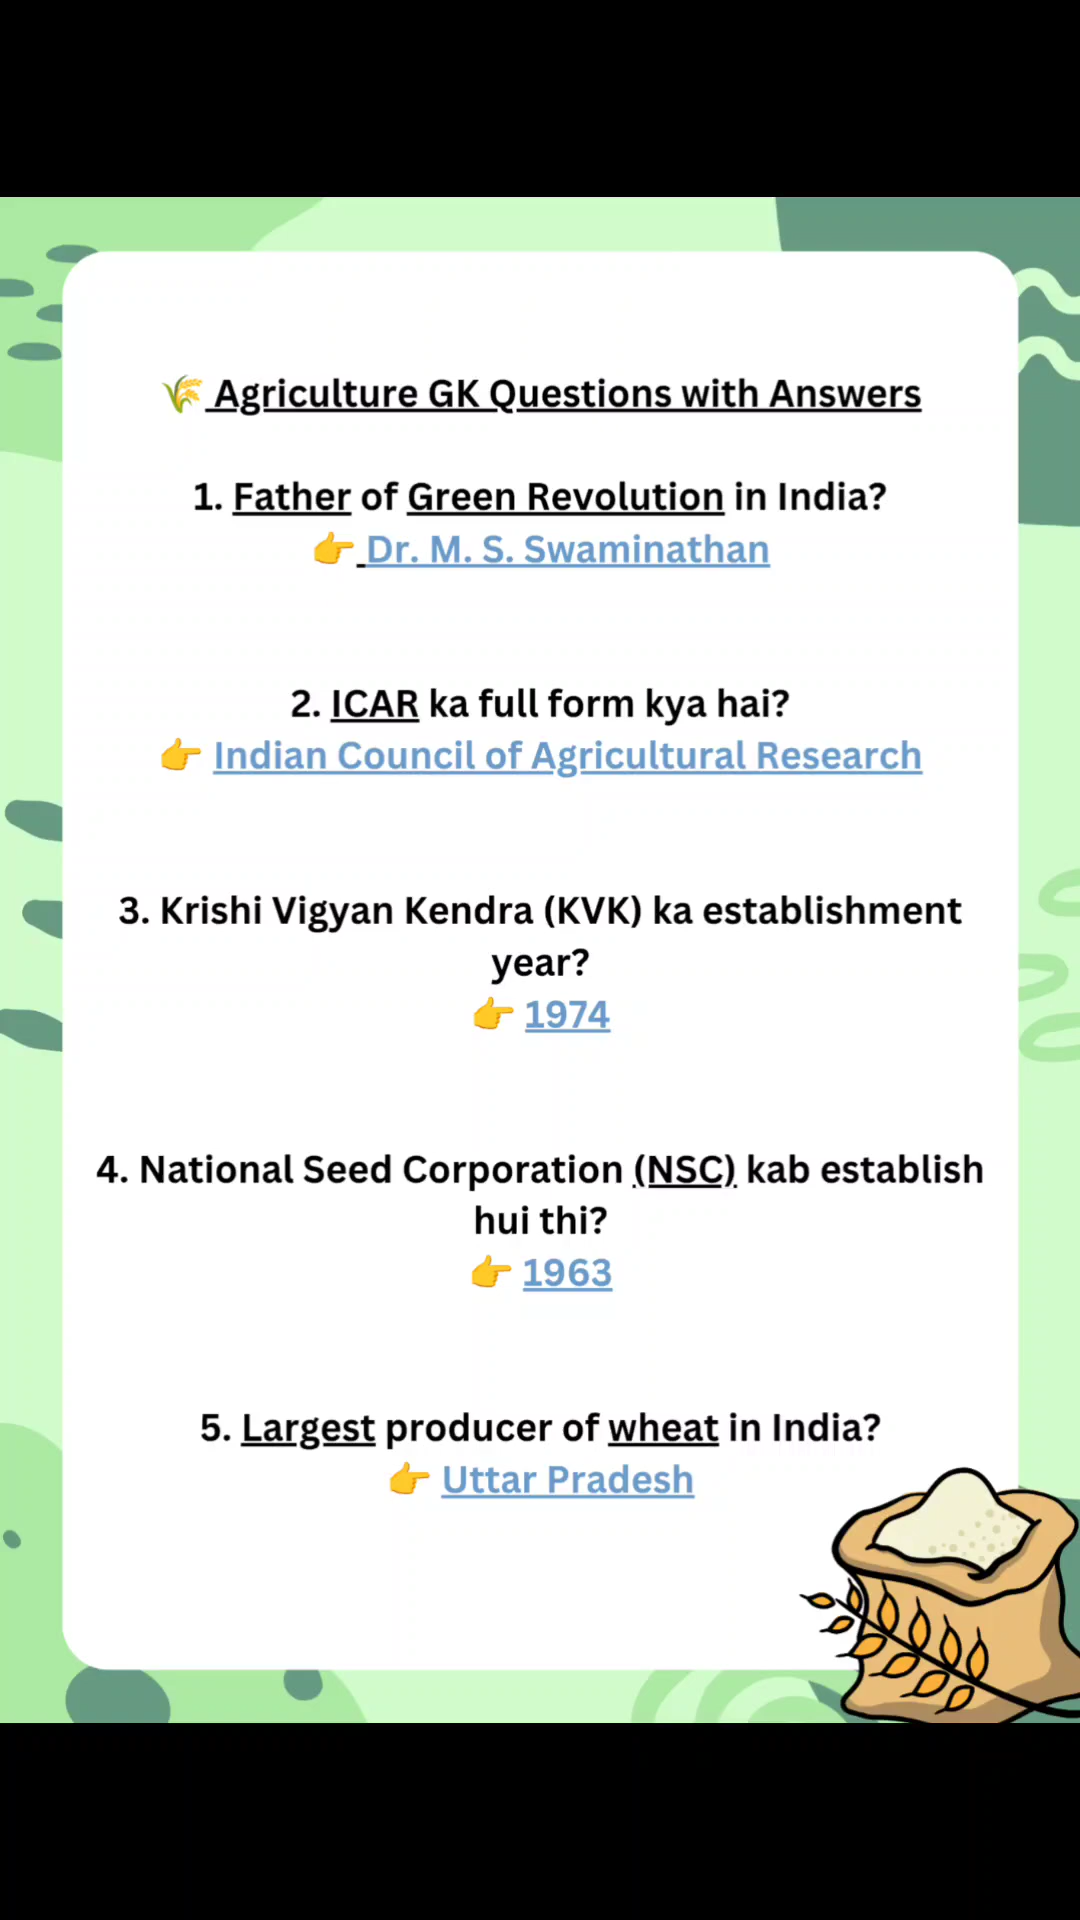 🌾 Agriculture GK Questions with Answers
1. Father of Green Revolution in India?
👉 Dr. M. S. Swaminathan
2. ICAR ka full form kya hai?
👉 Indian Council of Agricultural Research
3. Krishi Vigyan Kendra (KVK) ka establishment
year?
👉 1974
4. National Seed Corporation (NSC) kab establish
hui thi?
👉 1963
5. Largest producer of wheat in India?
👉 Uttar Pradesh